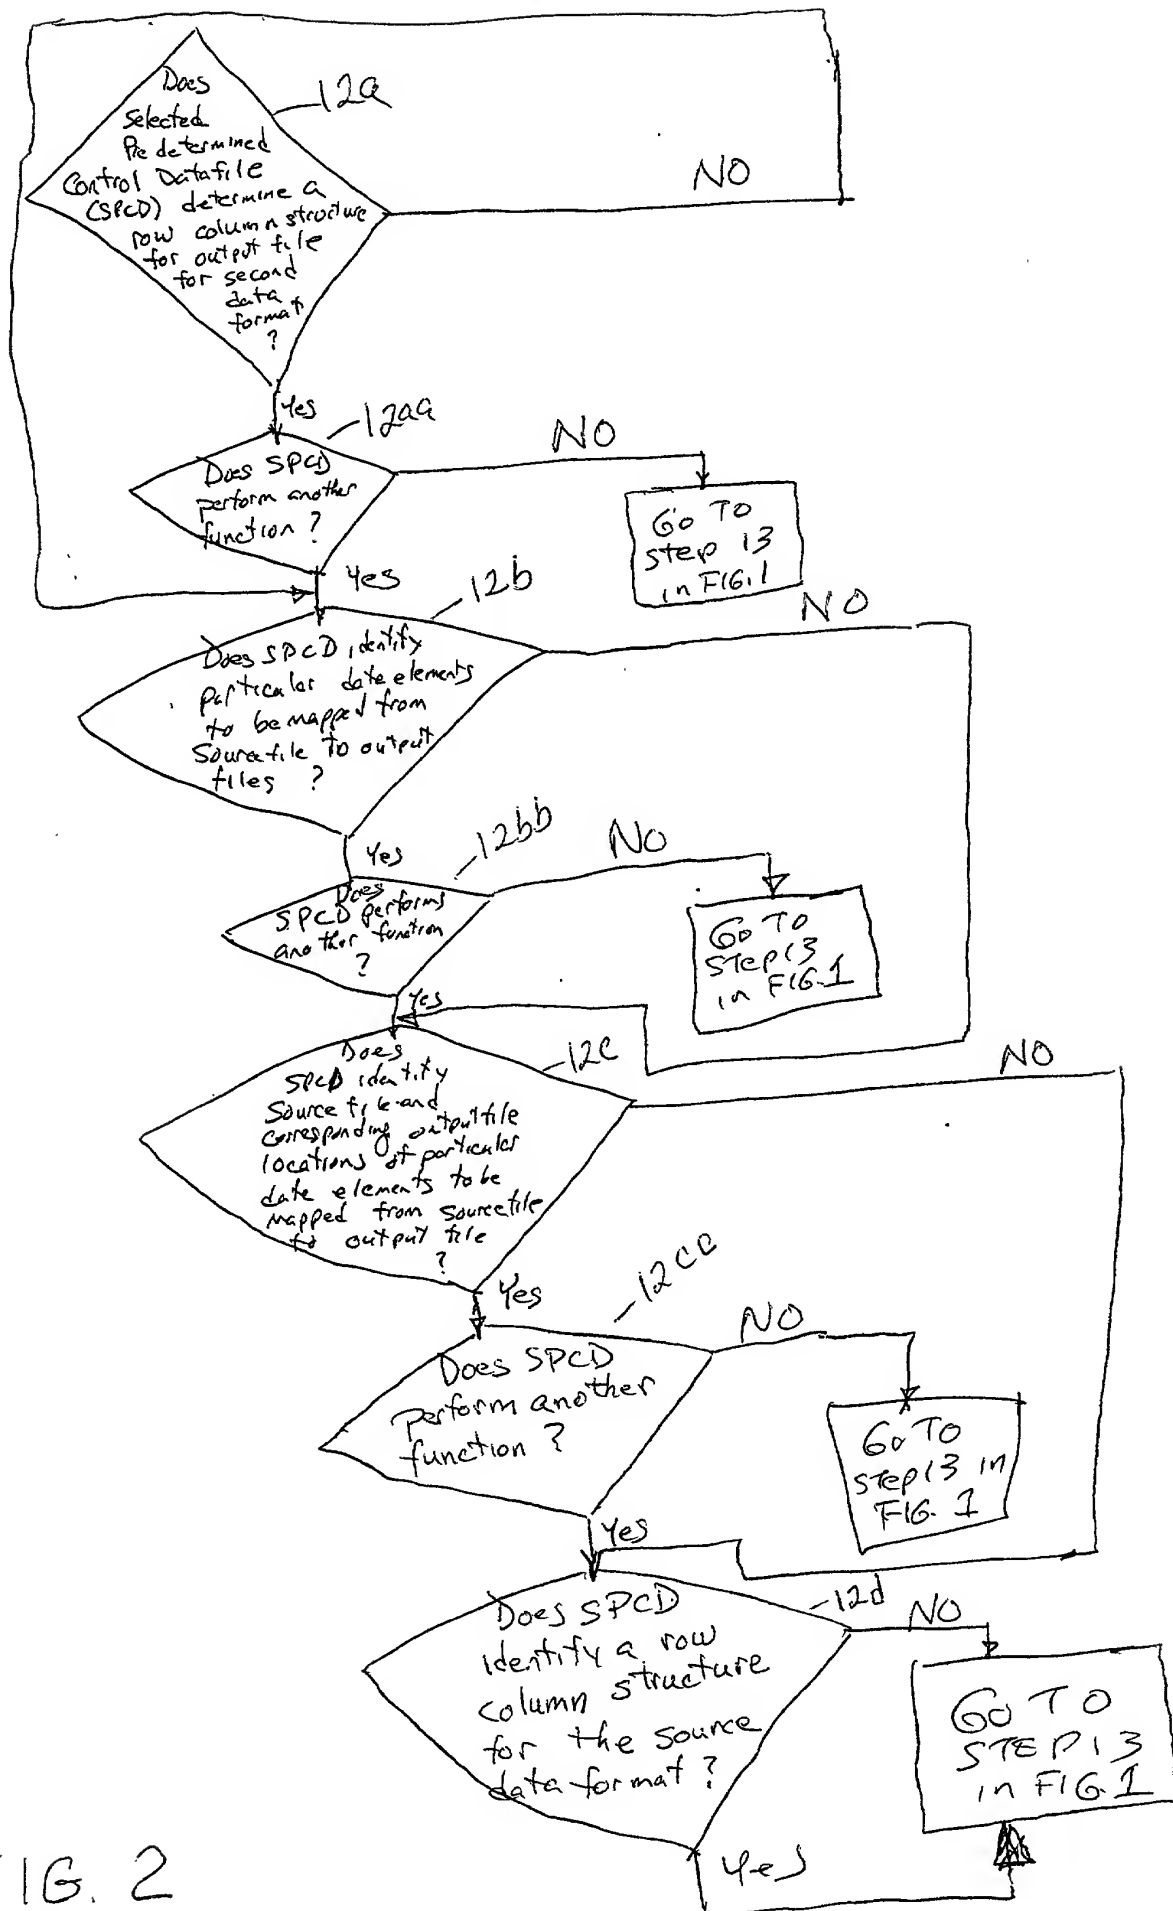 Does
Selected
Predetermined
Control Datafile
(SPCD) determine a
row column structure
for output file
for second
data
format
?
12a
NO
Yes
12aa
Does SPCD
perform another
function?
NO
GO TO
step 13
in FIG.1
Yes
12b
NO
Does SPCD identify
particular date elements
to be mapped from
Sourcefile to output
files ?
Yes
12bb
NO
Does
SPCD performs
another function
?
GO TO
STEP 13
in FIG.1
Yes
12c
NO
Does
SPCD identify
Source file and
corresponding outputfile
locations of particular
date elements to be
mapped from sourcefile
to output file
?
Yes
12cc
NO
Does SPCD
perform another
function ?
GO TO
step 13 in
FIG. 1
Yes
12d
NO
Does SPCD
identify a row
column structure
for the source
data format ?
GO TO
STEP 13
in FIG.1
Yes
IG. 2